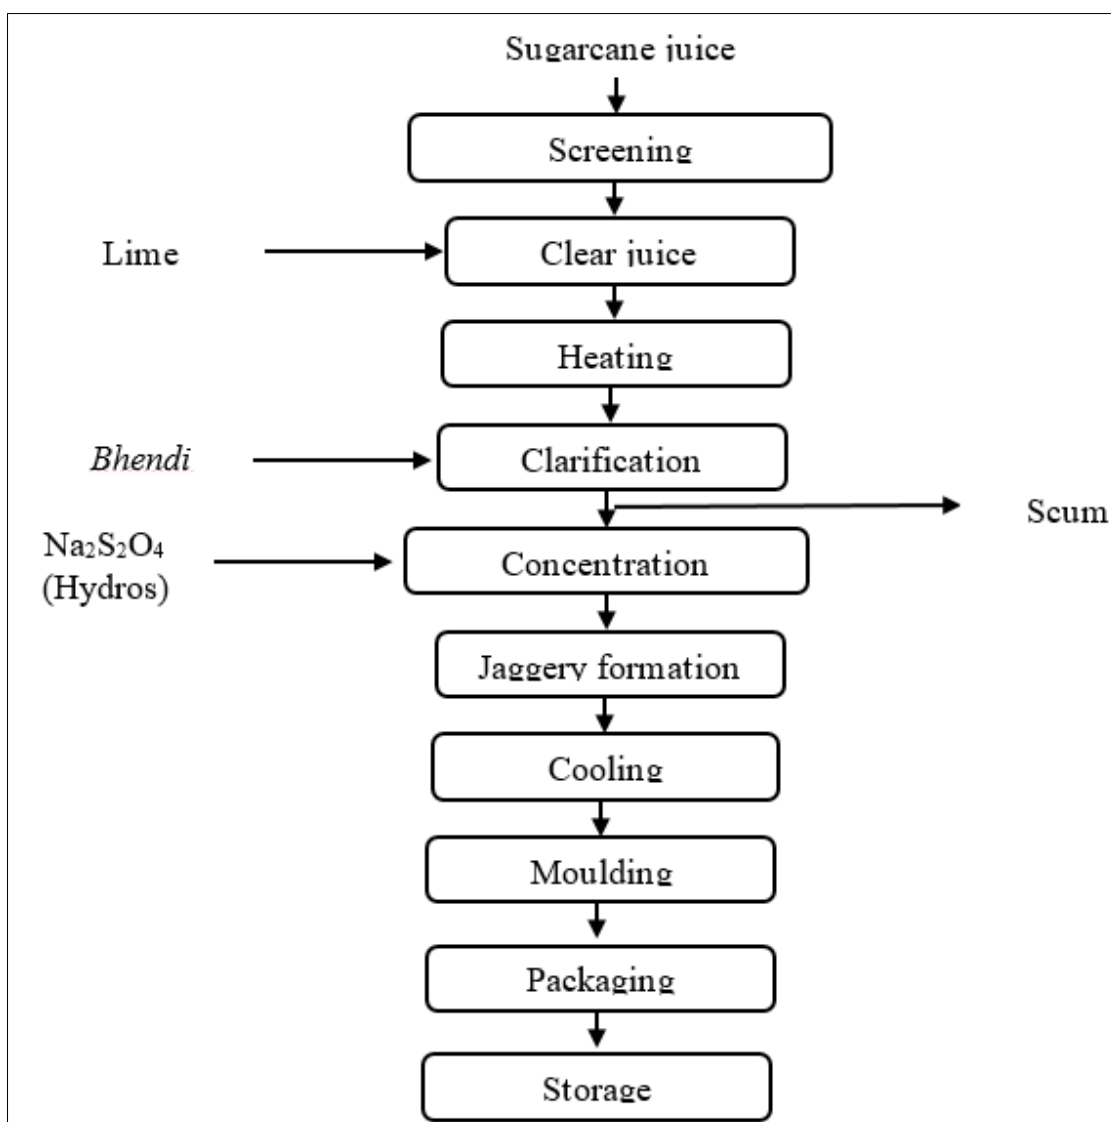 Sugarcane juice
Screening
Lime
Clear juice
Heating
Bhendi
Clarification
Scum
Na₂S₂O₄
(Hydros)
Concentration
Jaggery formation
Cooling
Moulding
Packaging
Storage